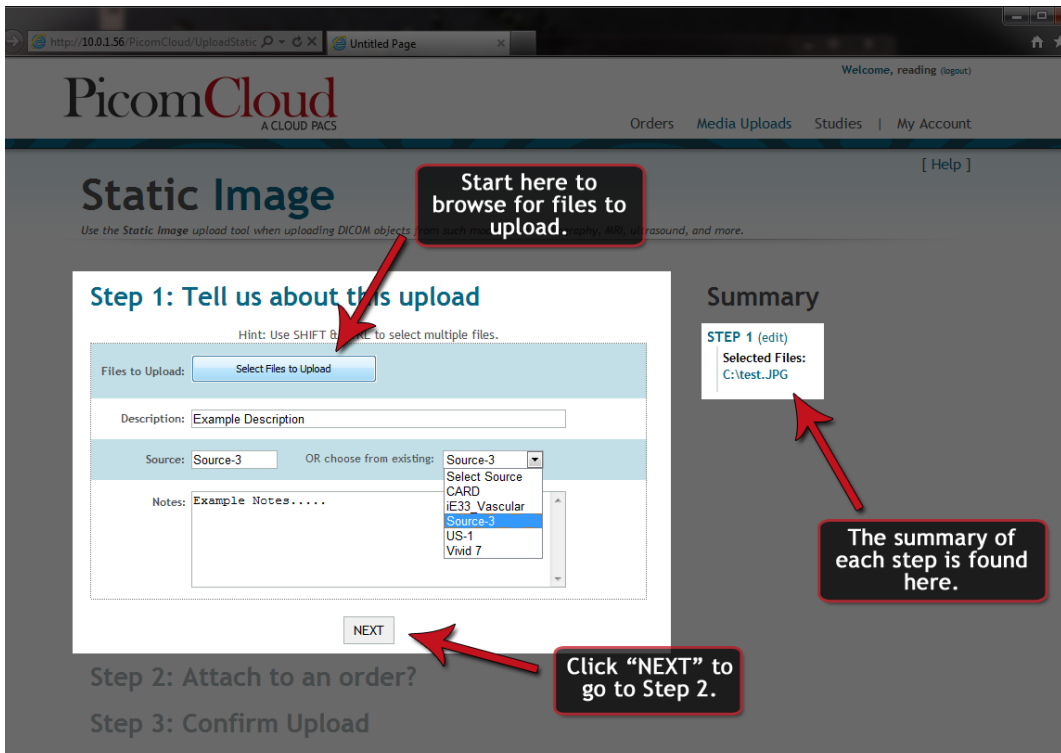 http://10.0.1.56/PicomCloud/UploadStatic
Untitled Page
Welcome, reading (logout)
PicomCloud
A CLOUD PACS
Orders Media Uploads Studies | My Account
[ Help ]
Static Image
Use the Static Image upload tool when uploading DICOM objects from such MRI, ultrasound, and more.
Start here to
browse for files to
upload.
Step 1: Tell us about this upload
Hint: Use SHIFT & to select multiple files.
Files to Upload: Select Files to Upload
Description: Example Description
Source: Source-3 OR choose from existing: Source-3
Select Source
CARD
iE33_Vascular
Source-3
US-1
Vivid 7
Notes: Example Notes.....
NEXT
Summary
STEP 1 (edit)
Selected Files:
C:\test.JPG
The summary of
each step is found
here.
Click “NEXT” to
go to Step 2.
Step 2: Attach to an order?
Step 3: Confirm Upload